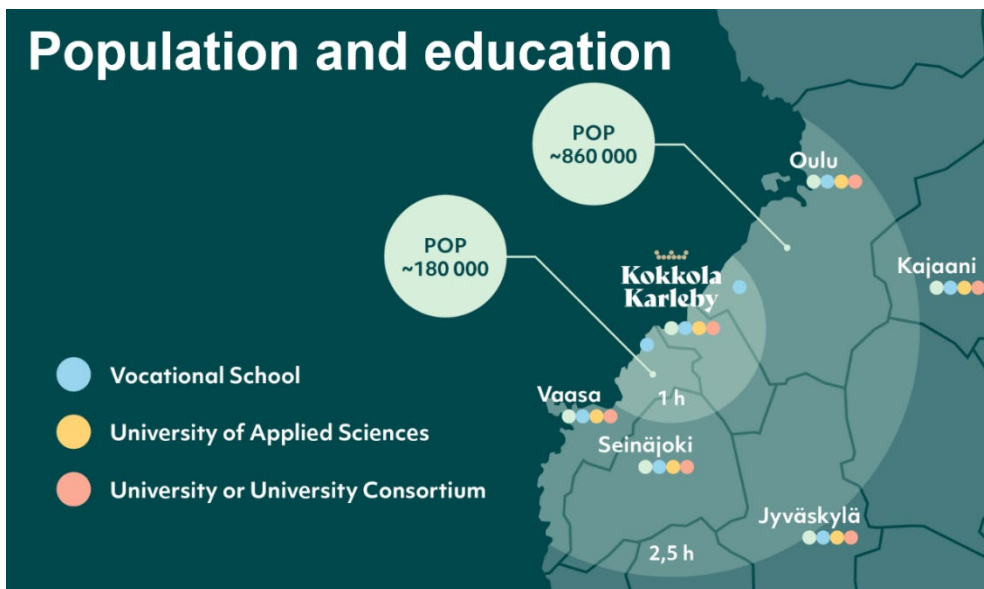 Population and education
POP
~860 000
Oulu
POP
~180 000
Kokkola
Karleby
Kajaani
Vocational School
Vaasa
1 h
University of Applied Sciences
Seinäjoki
University or University Consortium
Jyväskylä
2,5 h